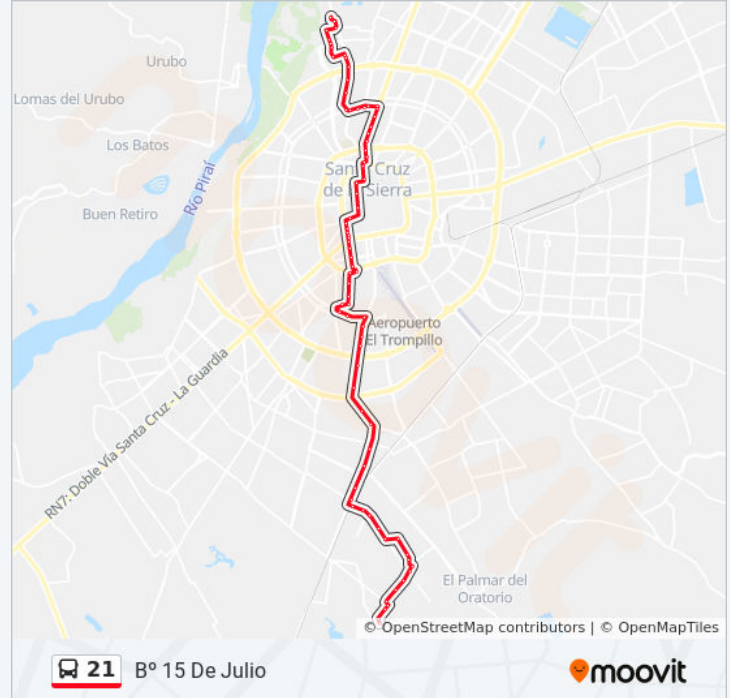 Urubo
Lomas del Urubo
Los Batos
Río Piraí
Buen Retiro
Santa Cruz
de la Sierra
Aeropuerto
El Trompillo
RN7: Doble Vía Santa Cruz - La Guardia
El Palmar del
Oratorio
© OpenStreetMap contributors | © OpenMapTiles
21 Bº 15 De Julio
moovit